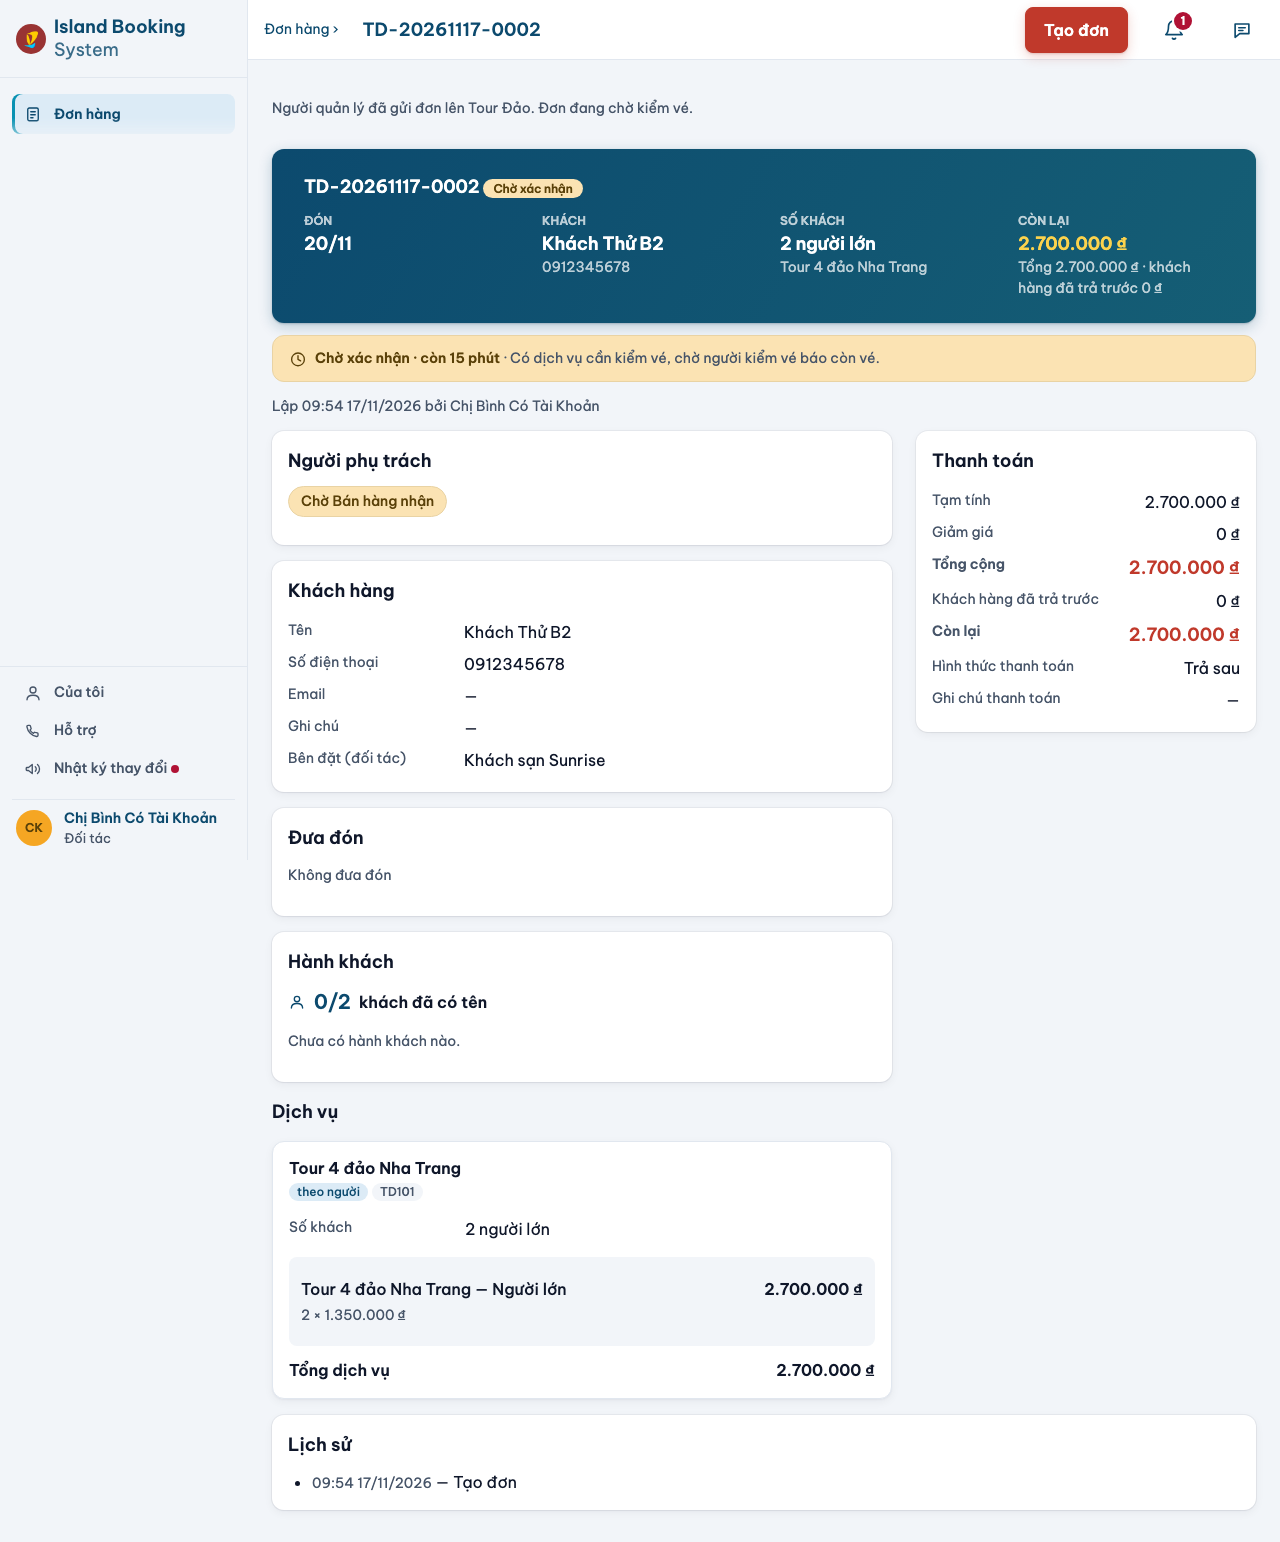 Island Booking
System
Đơn hàng ›
TD-20261117-0002
Tạo đơn
1
Đơn hàng
Người quản lý đã gửi đơn lên Tour Đảo. Đơn đang chờ kiểm vé.
TD-20261117-0002 Chờ xác nhận
ĐÓN
20/11
KHÁCH
Khách Thử B2
0912345678
SỐ KHÁCH
2 người lớn
Tour 4 đảo Nha Trang
CÒN LẠI
2.700.000 ₫
Tổng 2.700.000 ₫ · khách
hàng đã trả trước 0 ₫
Chờ xác nhận · còn 15 phút · Có dịch vụ cần kiểm vé, chờ người kiểm vé báo còn vé.
Lập 09:54 17/11/2026 bởi Chị Bình Có Tài Khoản
Người phụ trách
Chờ Bán hàng nhận
Khách hàng
Tên Khách Thử B2
Số điện thoại 0912345678
Email —
Ghi chú —
Bên đặt (đối tác) Khách sạn Sunrise
Đưa đón
Không đưa đón
Hành khách
0/2 khách đã có tên
Chưa có hành khách nào.
Dịch vụ
Tour 4 đảo Nha Trang
theo người TD101
Số khách 2 người lớn
Tour 4 đảo Nha Trang — Người lớn 2.700.000 ₫
2 × 1.350.000 ₫
Tổng dịch vụ 2.700.000 ₫
Thanh toán
Tạm tính 2.700.000 ₫
Giảm giá 0 ₫
Tổng cộng 2.700.000 ₫
Khách hàng đã trả trước 0 ₫
Còn lại 2.700.000 ₫
Hình thức thanh toán Trả sau
Ghi chú thanh toán —
Lịch sử
• 09:54 17/11/2026 — Tạo đơn
Của tôi
Hỗ trợ
Nhật ký thay đổi
CK
Chị Bình Có Tài Khoản
Đối tác